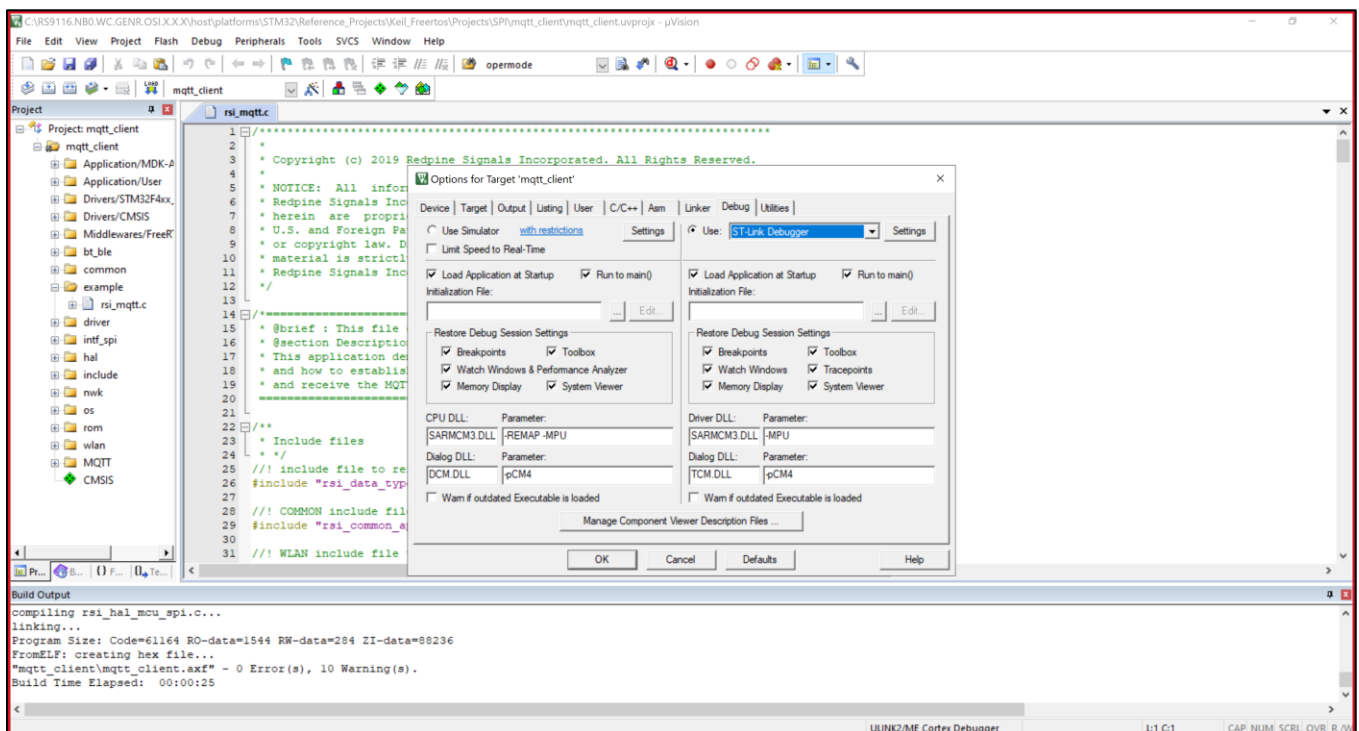 C:\RS9116.NB0.WC.GENR.OSI.X.X.X\host\platforms\STM32\Reference_Projects\Keil_Freertos\Projects\SPI\mqtt_client\mqtt_client.uvprojx - µVision
File Edit View Project Flash Debug Peripherals Tools SVCS Window Help
opermode
LOAD mqtt_client
Project
rsi_mqtt.c
Project: mqtt_client
mqtt_client
Application/MDK-A
Application/User
Drivers/STM32F4xx_
Drivers/CMSIS
Middlewares/FreeR
bt_ble
common
example
rsi_mqtt.c
driver
intf_spi
hal
include
nwk
os
rom
wlan
MQTT
CMSIS
Pr... B... {} F... Te...
1 /******************************************************************************
2 *
3 * Copyright (c) 2019 Redpine Signals Incorporated. All Rights Reserved.
4 *
5 * NOTICE: All infor
6 * Redpine Signals Inc
7 * herein are propri
8 * U.S. and Foreign Pa
9 * or copyright law. D
10 * material is strictl
11 * Redpine Signals Inc
12 */
13
14 /*=======================
15 * @brief : This file
16 * @section Description
17 * This application de
18 * and how to establis
19 * and receive the MQT
20 =======================
21
22 /**
23 * Include files
24 * */
25 //! include file to re
26 #include "rsi_data_typ
27
28 //! COMMON include fil
29 #include "rsi_common_a
30
31 //! WLAN include file
Options for Target 'mqtt_client'
Device Target Output Listing User C/C++ Asm Linker Debug Utilities
Use Simulator with restrictions Settings
Limit Speed to Real-Time
Load Application at Startup Run to main()
Initialization File:
... Edit...
Restore Debug Session Settings
Breakpoints Toolbox
Watch Windows & Performance Analyzer
Memory Display System Viewer
CPU DLL: Parameter:
SARMCM3.DLL -REMAP -MPU
Dialog DLL: Parameter:
DCM.DLL -pCM4
Warn if outdated Executable is loaded
Use: ST-Link Debugger Settings
Load Application at Startup Run to main()
Initialization File:
... Edit...
Restore Debug Session Settings
Breakpoints Toolbox
Watch Windows Tracepoints
Memory Display System Viewer
Driver DLL: Parameter:
SARMCM3.DLL -MPU
Dialog DLL: Parameter:
TCM.DLL -pCM4
Warn if outdated Executable is loaded
Manage Component Viewer Description Files ...
OK Cancel Defaults Help
Build Output
compiling rsi_hal_mcu_spi.c...
linking...
Program Size: Code=61164 RO-data=1544 RW-data=284 ZI-data=88236
FromELF: creating hex file...
"mqtt_client\mqtt_client.axf" - 0 Error(s), 10 Warning(s).
Build Time Elapsed: 00:00:25
ULINK2/ME Cortex Debugger L:1 C:1 CAP NUM SCRL OVR R/W